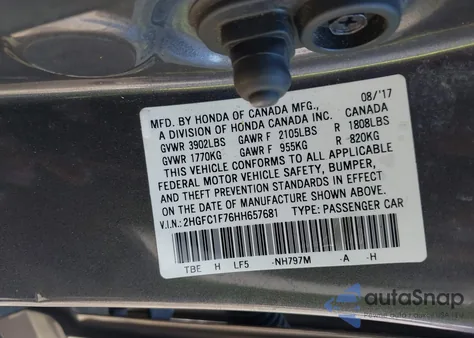 MFD. BY HONDA OF CANADA MFG., 08/'17
A DIVISION OF HONDA CANADA INC. CANADA
GVWR 3902LBS GAWR F 2105LBS R 1808LBS
GVWR 1770KG GAWR F 955KG R 820KG
THIS VEHICLE CONFORMS TO ALL APPLICABLE
FEDERAL MOTOR VEHICLE SAFETY, BUMPER,
AND THEFT PREVENTION STANDARDS IN EFFECT
ON THE DATE OF MANUFACTURE SHOWN ABOVE.
V.I.N.: 2HGFC1F76HH657681 TYPE: PASSENGER CAR
TBE H LF5 -NH797M -A -H
autoSnap